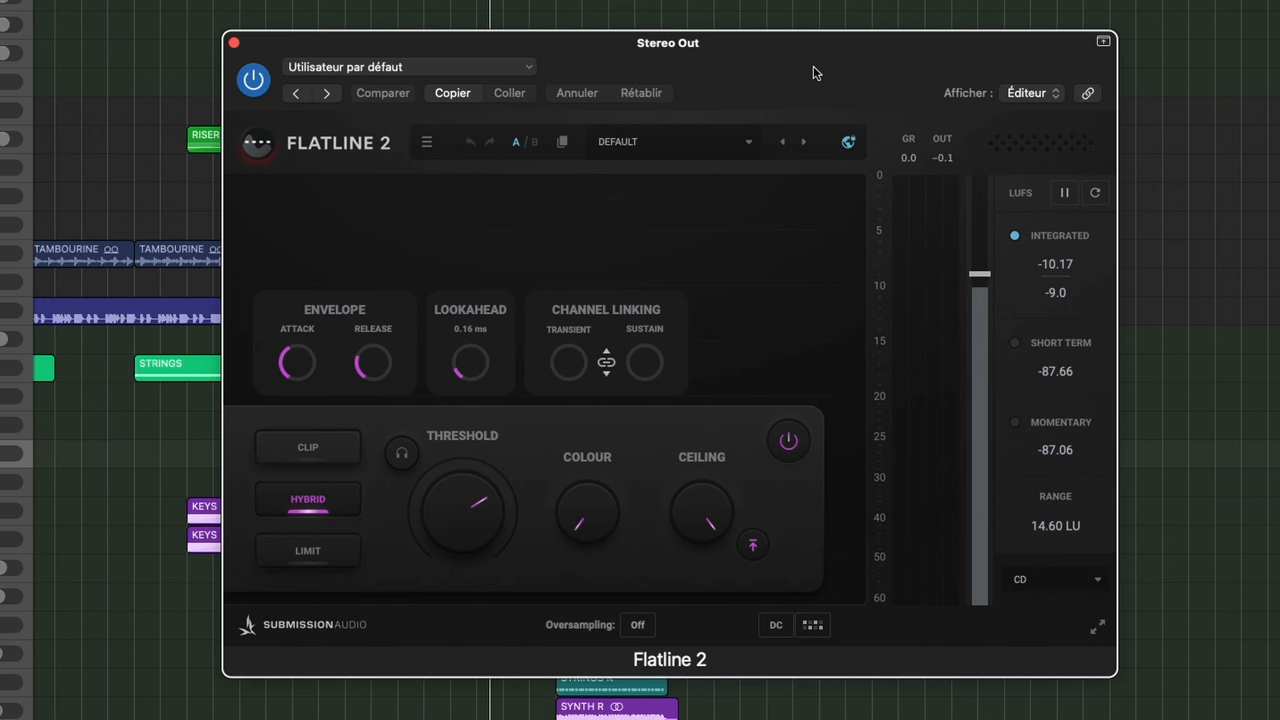 Stereo Out
Utilisateur par défaut
Comparer Copier Coller Annuler Rétablir Afficher : Éditeur
RISER
FLATLINE 2 A / B DEFAULT
GR OUT
0.0 −0.1
0
5
10
15
20
25
30
40
50
60
LUFS
INTEGRATED
-10.17
-9.0
SHORT TERM
-87.66
MOMENTARY
-87.06
RANGE
14.60 LU
CD
TAMBOURINE TAMBOURINE
STRINGS
ENVELOPE
ATTACK RELEASE
LOOKAHEAD
0.16 ms
CHANNEL LINKING
TRANSIENT SUSTAIN
CLIP
HYBRID
LIMIT
THRESHOLD
COLOUR
CEILING
KEYS
KEYS
SUBMISSIONAUDIO
Oversampling: Off
DC
Flatline 2
STRINGS R
SYNTH R